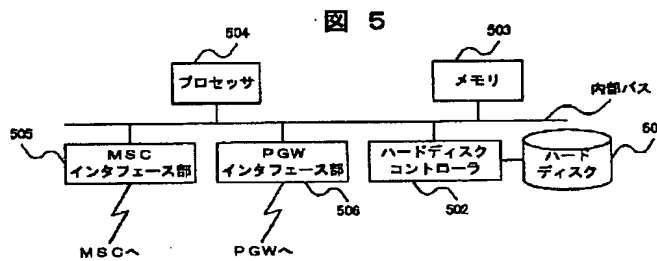 図 5
504
プロセッサ
503
メモリ
内部バス
505
MSC
インタフェース部
PGW
インタフェース部
506
ハードディスク
コントローラ
502
50
ハード
ディスク
MSCへ
PGWへ